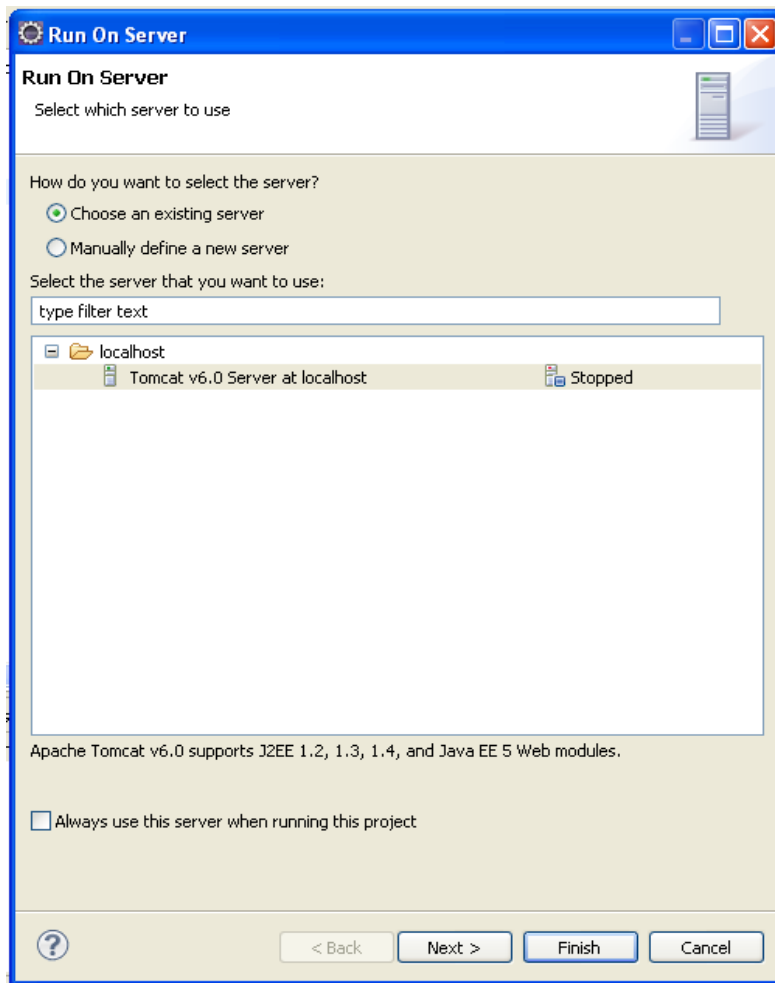 Run On Server
Run On Server
Select which server to use
How do you want to select the server?
Choose an existing server
Manually define a new server
Select the server that you want to use:
type filter text
localhost
Tomcat v6.0 Server at localhost Stopped
Apache Tomcat v6.0 supports J2EE 1.2, 1.3, 1.4, and Java EE 5 Web modules.
Always use this server when running this project
? < Back Next > Finish Cancel